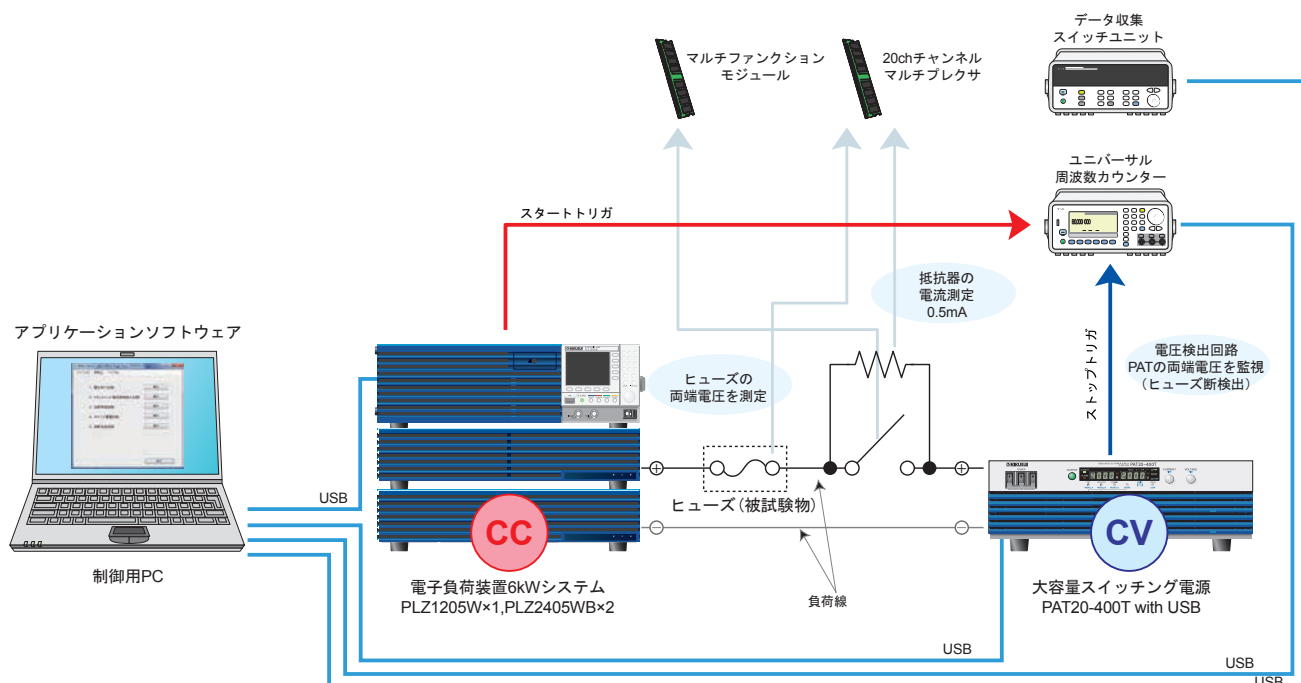 データ収集
スイッチユニット
マルチファンクション
モジュール
20chチャンネル
マルチプレクサ
ユニバーサル
周波数カウンター
スタートトリガ
抵抗器の
電流測定
0.5mA
アプリケーションソフトウェア
ストップトリガ
電圧検出回路
PATの両端電圧を監視
（ヒューズ断検出）
ヒューズの
両端電圧を測定
KIKUSUI
KIKUSUI
PAT20-400T
USB
ヒューズ（被試験物）
CC
CV
制御用PC
電子負荷装置6kWシステム
PLZ1205W×1,PLZ2405WB×2
負荷線
大容量スイッチング電源
PAT20-400T with USB
USB
USB
USB